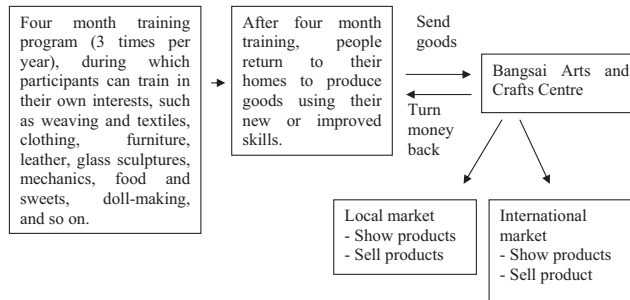 Four month training
program (3 times per
year), during which
participants can train in
their own interests, such
as weaving and textiles,
clothing, furniture,
leather, glass sculptures,
mechanics, food and
sweets, doll-making,
and so on.
After four month
training, people
return to their
homes to produce
goods using their
new or improved
skills.
Send
goods
Turn
money
back
Bangsai Arts and
Crafts Centre
Local market
- Show products
- Sell products
International
market
- Show products
- Sell product